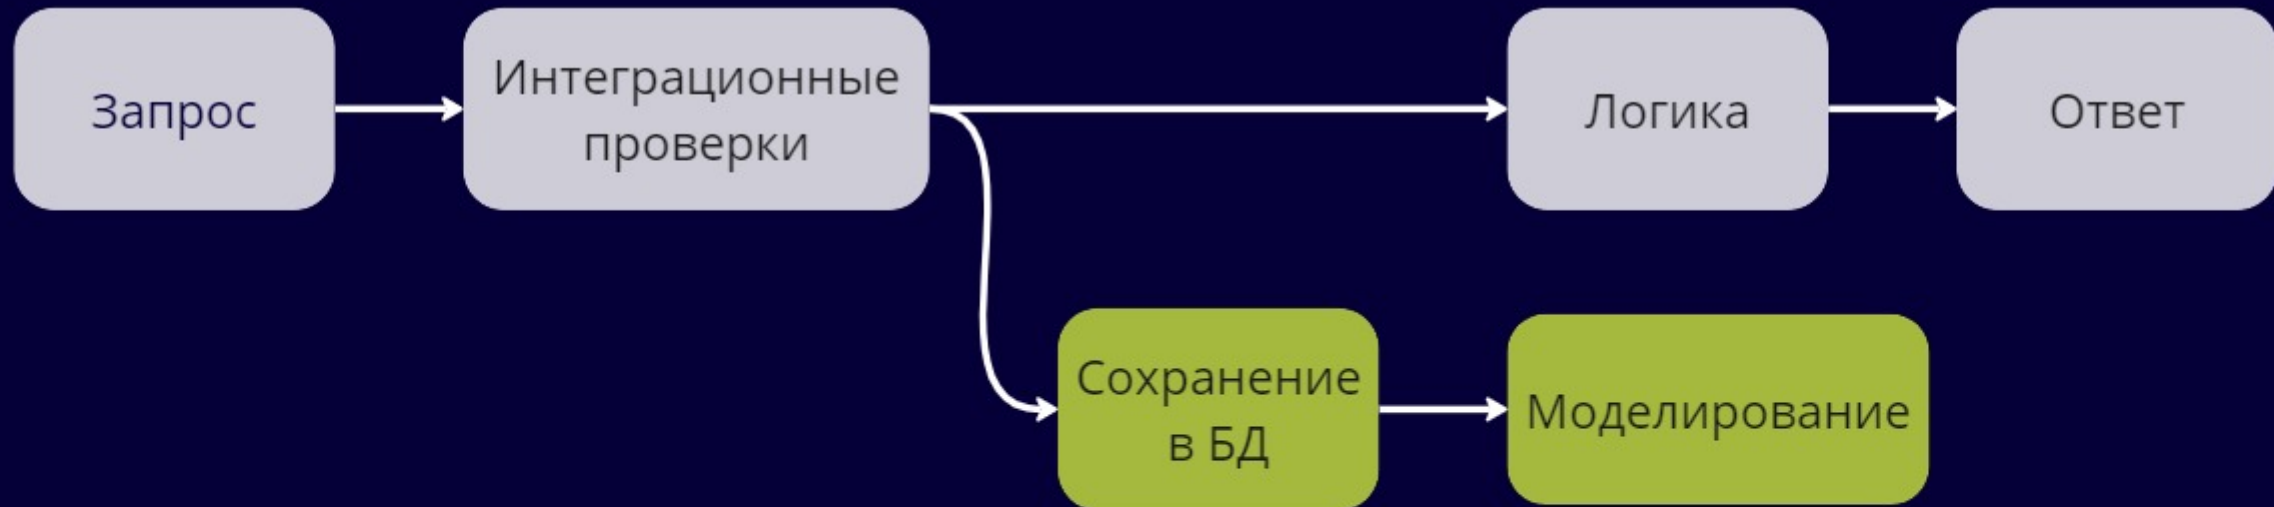 Запрос
Интеграционные
проверки
Логика
Ответ
Сохранение
в БД
Моделирование